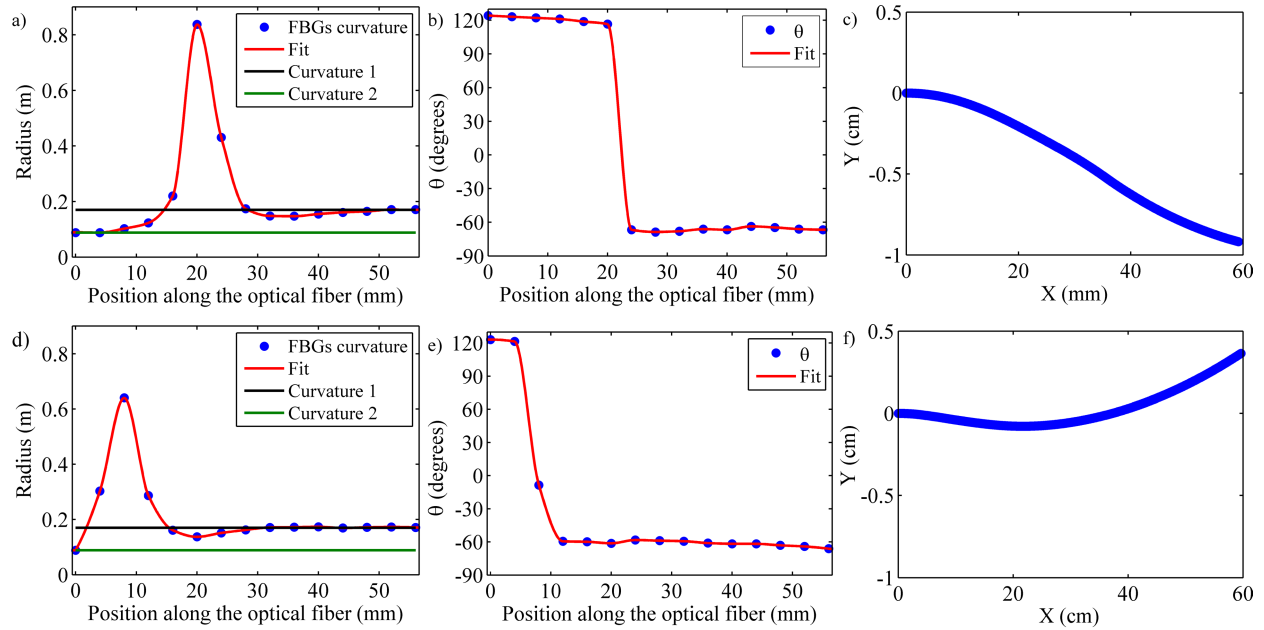 a)
FBGs curvature
Fit
Curvature 1
Curvature 2
Radius (m)
0.8
0.6
0.4
0.2
0
0 10 20 30 40 50
Position along the optical fiber (mm)
b)
θ
Fit
θ (degrees)
120
90
60
30
0
-30
-60
-90
0 10 20 30 40 50
Position along the optical fiber (mm)
c)
Y (cm)
0.5
0
-0.5
-1
0 20 40 60
X (mm)
d)
FBGs curvature
Fit
Curvature 1
Curvature 2
Radius (m)
0.8
0.6
0.4
0.2
0
0 10 20 30 40 50
Position along the optical fiber (mm)
e)
θ
Fit
θ (degrees)
120
90
60
30
0
-30
-60
-90
0 10 20 30 40 50
Position along the optical fiber (mm)
f)
Y (cm)
0.5
0
-0.5
-1
0 20 40 60
X (cm)